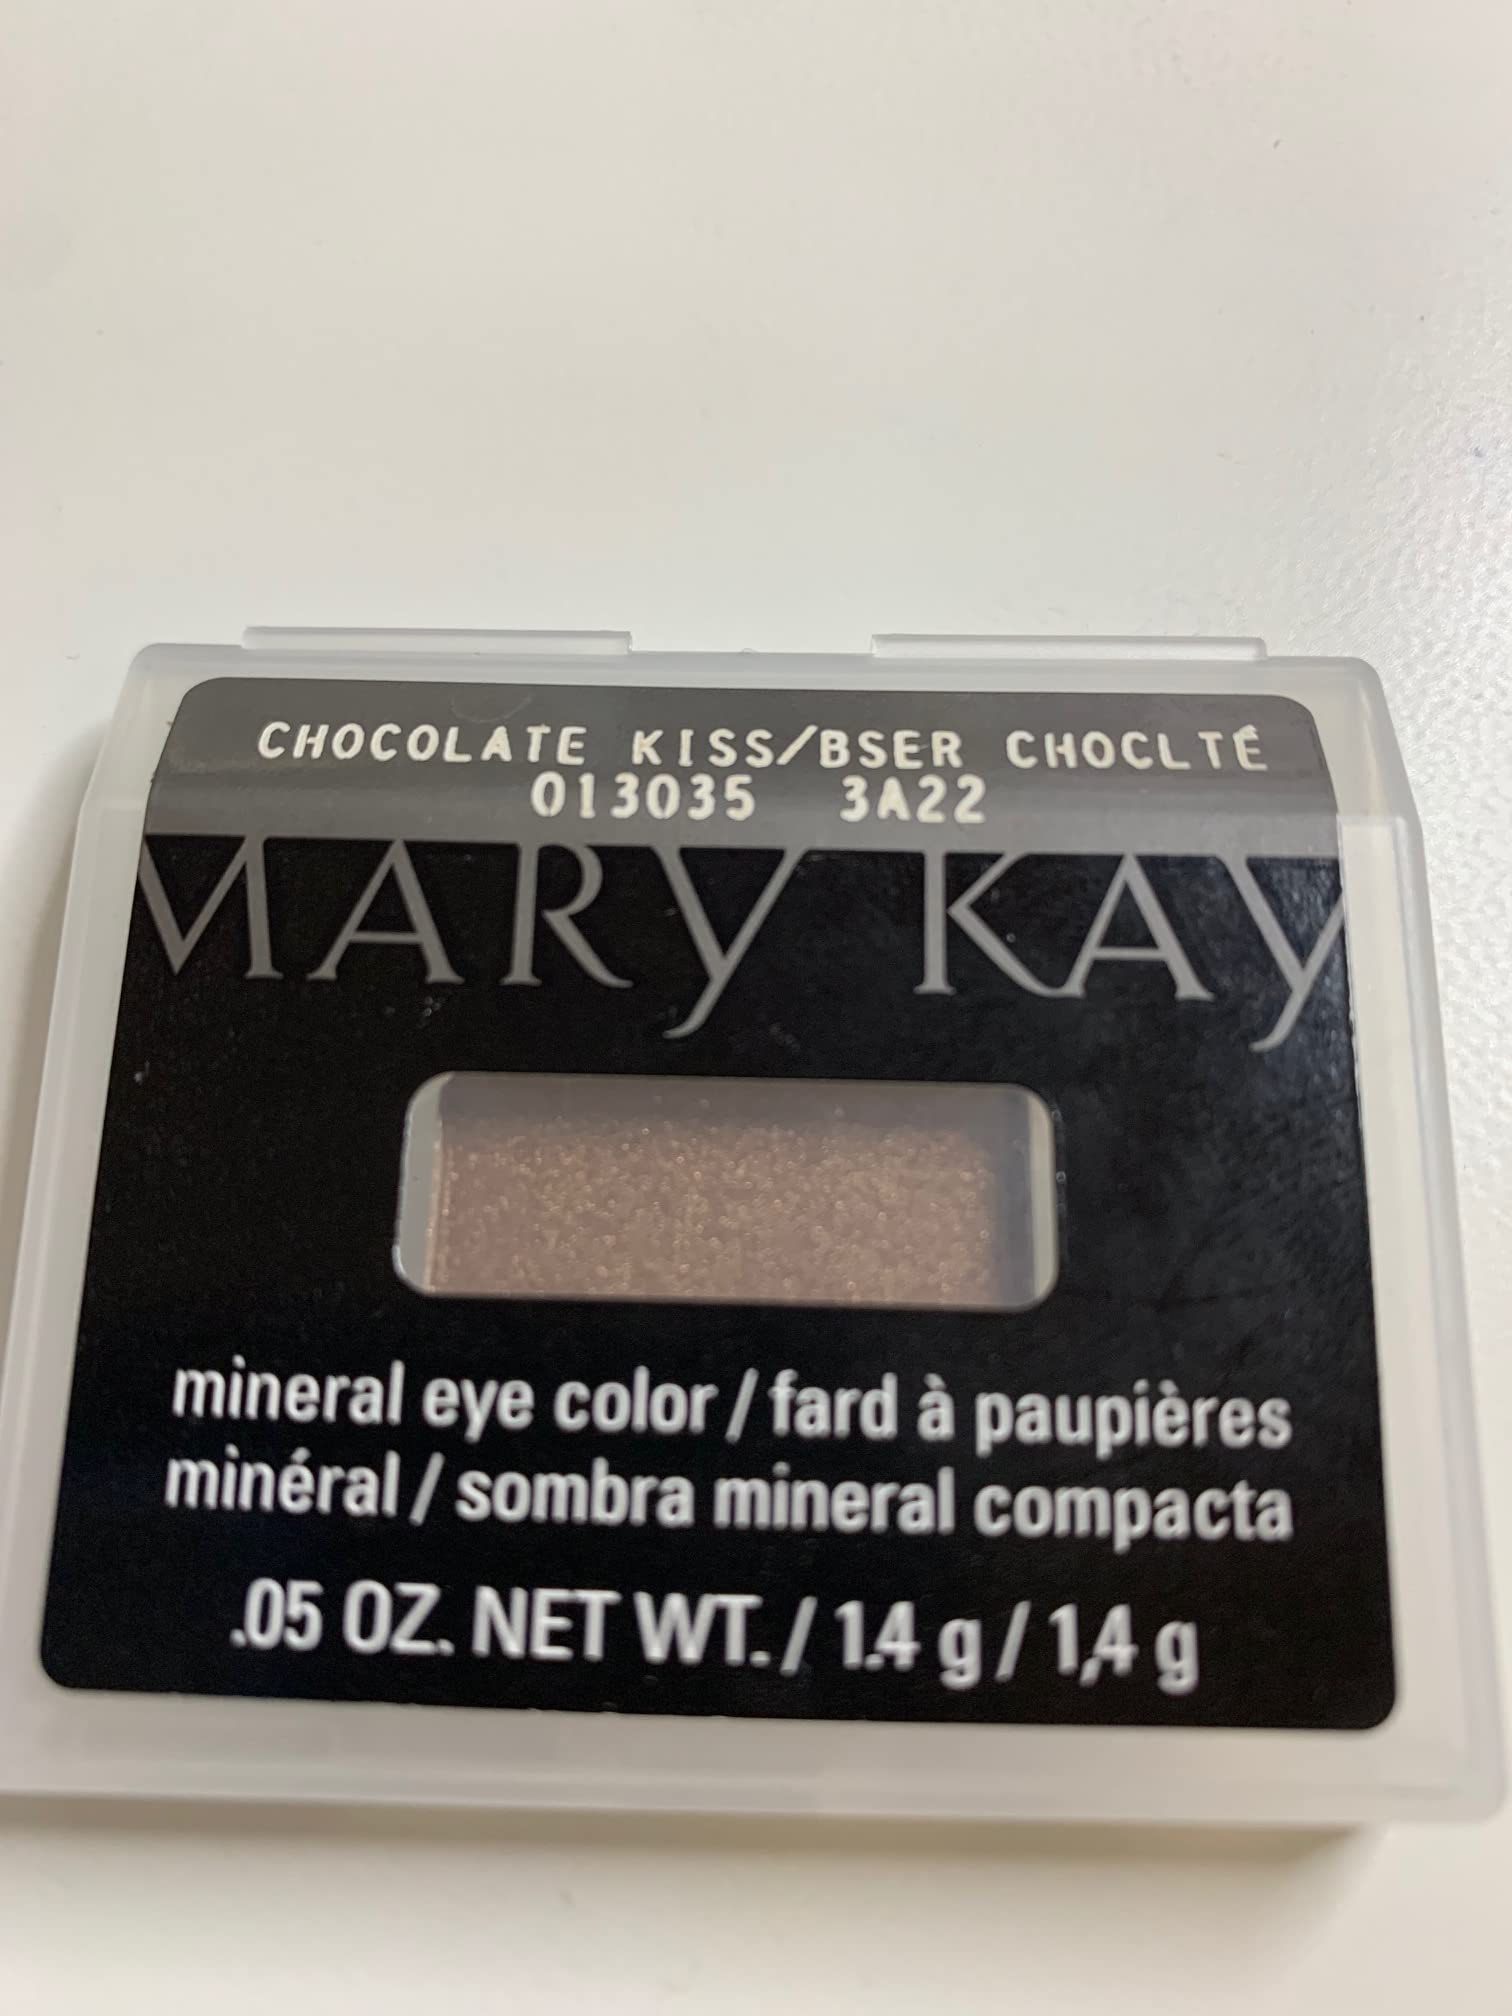 CHOCOLATE KISS/BSER CHOCLTÉ
013035 3A22
MARY KAY
mineral eye color / fard à paupières
minéral / sombra mineral compacta
.05 OZ. NET WT. / 1.4 g / 1,4 g